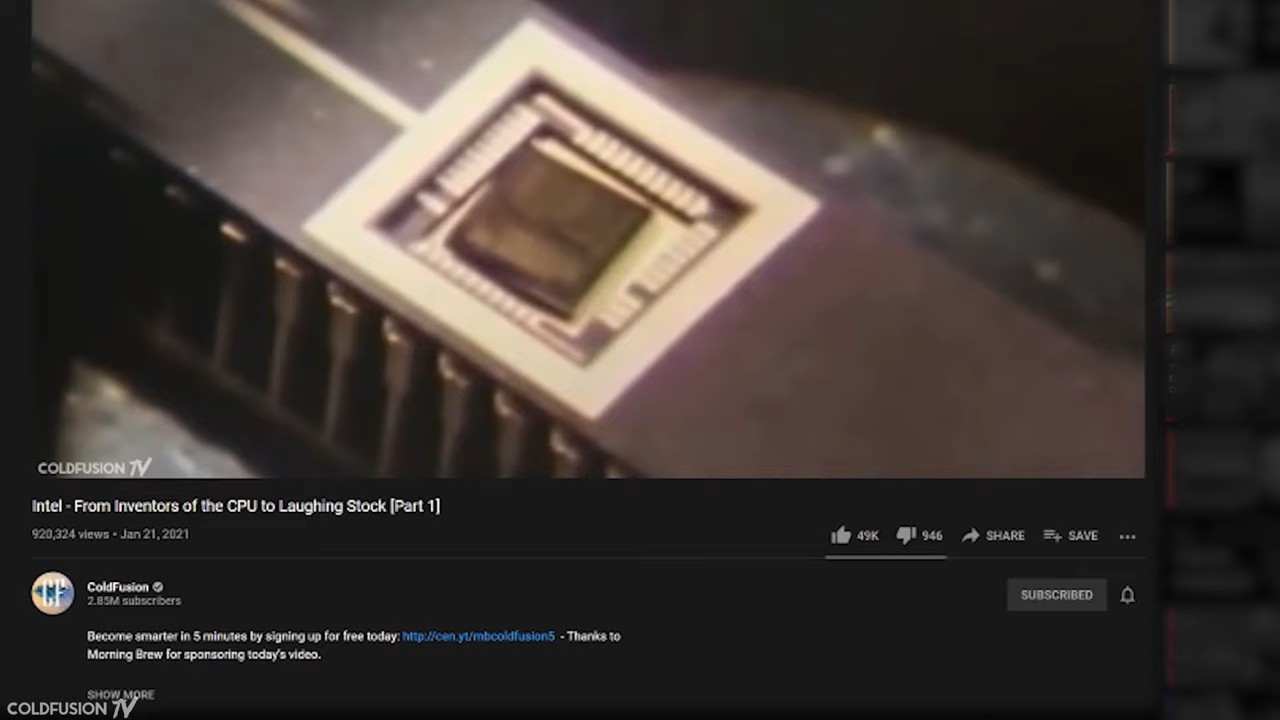 COLDFUSION TV
Intel - From Inventors of the CPU to Laughing Stock [Part 1]
920,324 views • Jan 21, 2021
49K 946 SHARE SAVE
CF
ColdFusion
2.85M subscribers
SUBSCRIBED
Become smarter in 5 minutes by signing up for free today: http://cen.yt/mbcoldfusion5 - Thanks to
Morning Brew for sponsoring today's video.
SHOW MORE
COLDFUSION TV